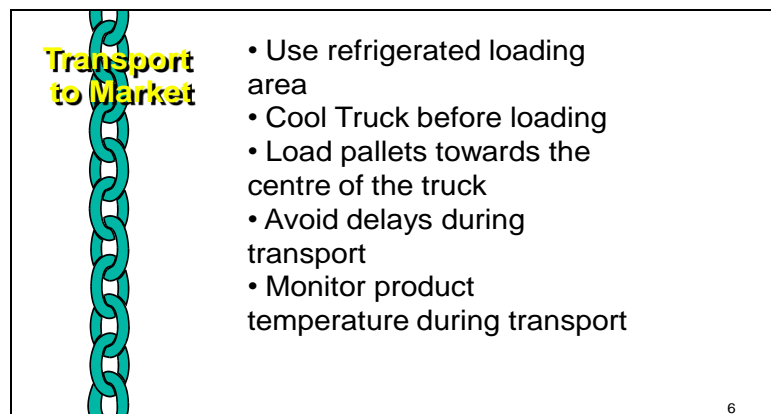 Transport
to Market
• Use refrigerated loading
area
• Cool Truck before loading
• Load pallets towards the
centre of the truck
• Avoid delays during
transport
• Monitor product
temperature during transport
6